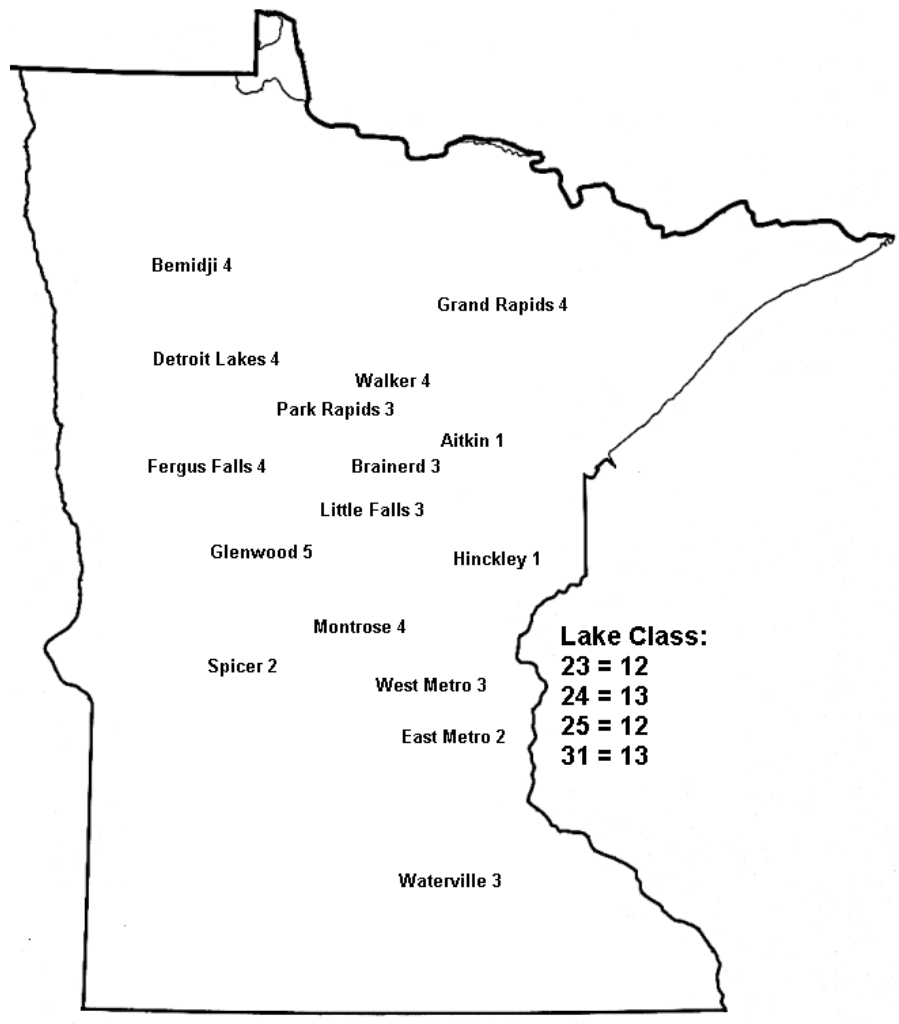 Bemidji 4
Grand Rapids 4
Detroit Lakes 4
Walker 4
Park Rapids 3
Aitkin 1
Fergus Falls 4
Brainerd 3
Little Falls 3
Glenwood 5
Hinckley 1
Montrose 4
Lake Class:
23 = 12
24 = 13
25 = 12
31 = 13
Spicer 2
West Metro 3
East Metro 2
Waterville 3